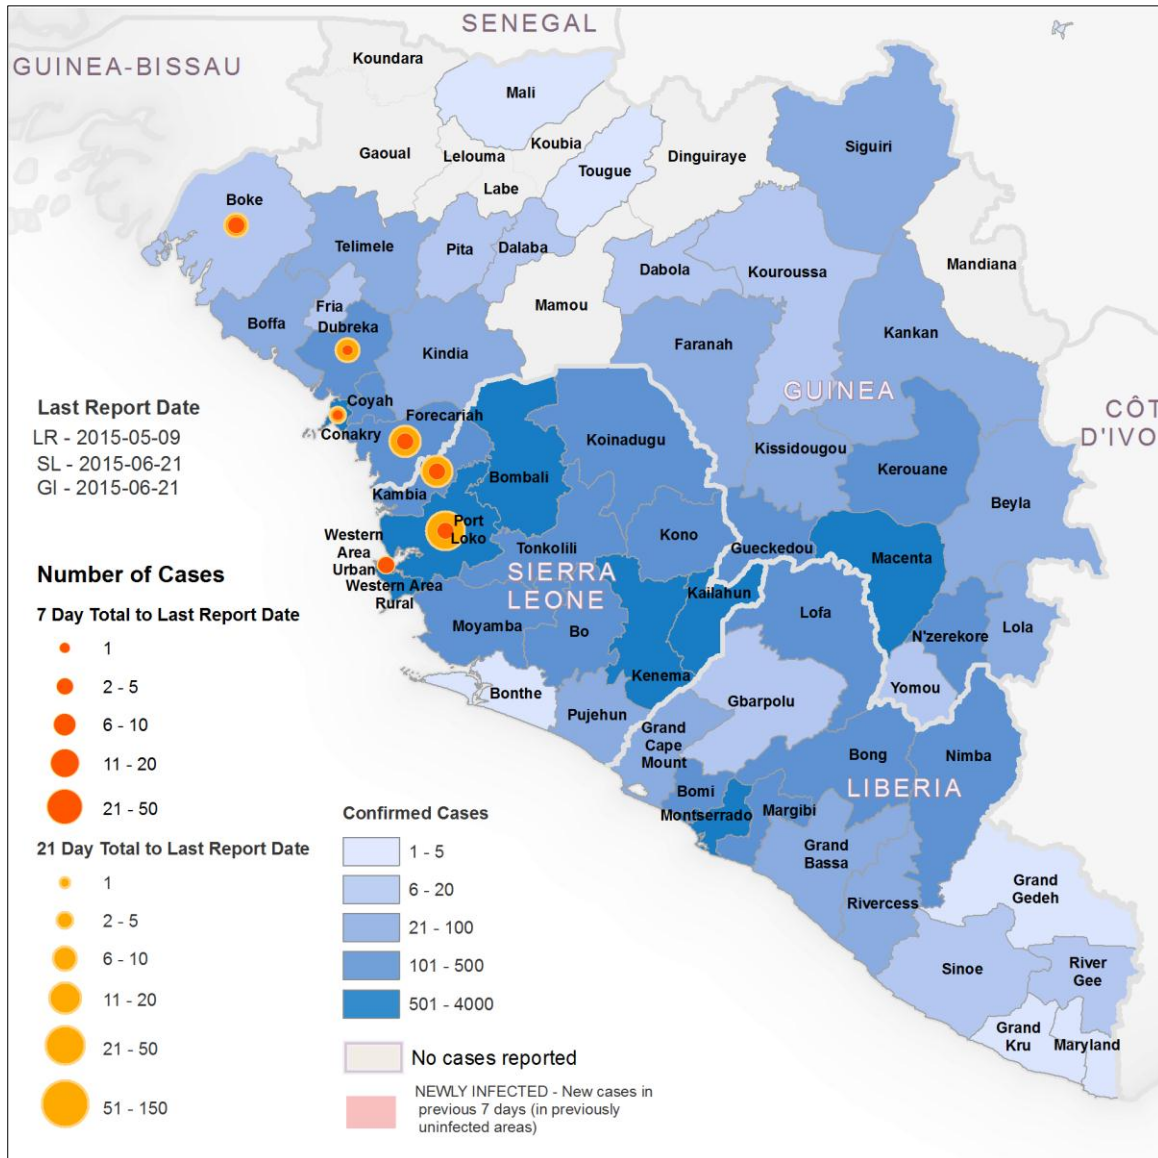 SENEGAL
GUINEA-BISSAU
Koundara
Mali
Koubia
Gaoual
Lelouma
Labe
Tougue
Dinguiraye
Siguiri
Boke
Telimele
Pita
Dalaba
Dabola
Kouroussa
Mandiana
Mamou
Fria
Boffa
Dubreka
Kindia
Faranah
Kankan
GUINEA
CÔT
D'IVO
Coyah
Conakry
Forecariah
Koinadugu
Kissidougou
Kerouane
Beyla
Bombali
Kambia
Port
Loko
Western
Area
Urban
Western Area
Rural
Tonkolili
Kono
Gueckedou
Macenta
SIERRA
LEONE
Kailahun
Lofa
N'zerekore
Lola
Moyamba
Bo
Kenema
Yomou
Bonthe
Pujehun
Gbarpolu
Grand
Cape
Mount
Bong
Nimba
LIBERIA
Bomi
Montserrado
Margibi
Grand
Bassa
Rivercess
Grand
Gedeh
Sinoe
River
Gee
Grand
Kru
Maryland
Last Report Date
LR - 2015-05-09
SL - 2015-06-21
GI - 2015-06-21
Number of Cases
7 Day Total to Last Report Date
1
2 - 5
6 - 10
11 - 20
21 - 50
21 Day Total to Last Report Date
1
2 - 5
6 - 10
11 - 20
21 - 50
51 - 150
Confirmed Cases
1 - 5
6 - 20
21 - 100
101 - 500
501 - 4000
No cases reported
NEWLY INFECTED - New cases in
previous 7 days (in previously
uninfected areas)